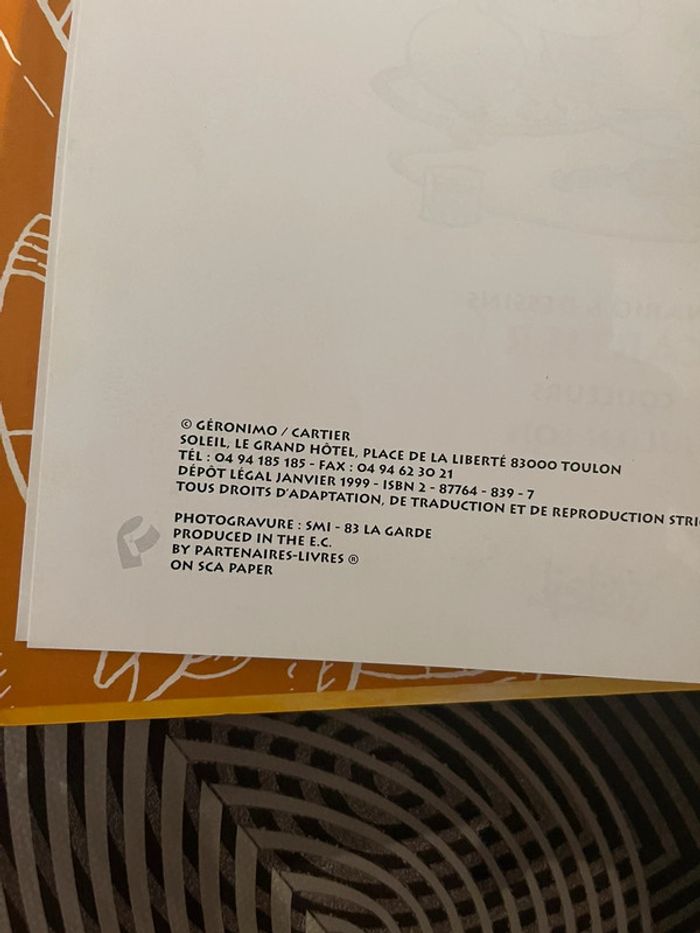 © GÉRONIMO / CARTIER
SOLEIL, LE GRAND HÔTEL, PLACE DE LA LIBERTÉ 83000 TOULON
TÉL : 04 94 185 185 - FAX : 04 94 62 30 21
DÉPÔT LÉGAL JANVIER 1999 - ISBN 2 - 87764 - 839 - 7
TOUS DROITS D'ADAPTATION, DE TRADUCTION ET DE REPRODUCTION
PHOTOGRAVURE : SMI - 83 LA GARDE
PRODUCED IN THE E.C.
BY PARTENAIRES-LIVRES ®
ON SCA PAPER